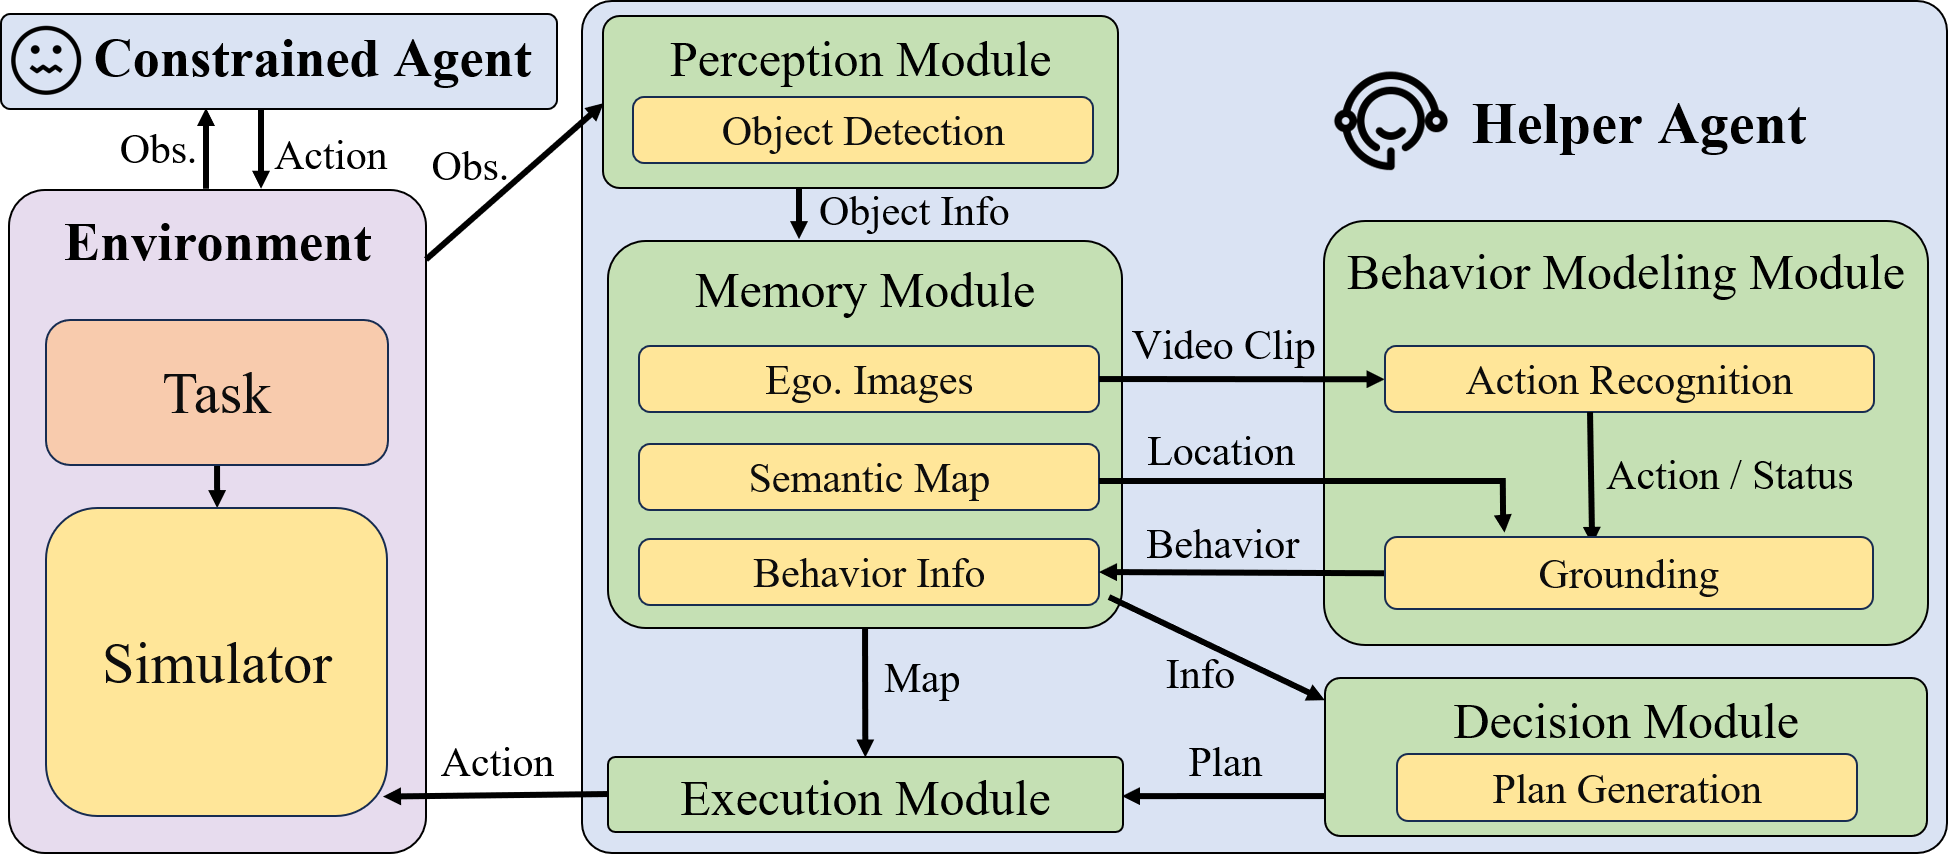 Constrained Agent
Obs.
Action
Obs.
Environment
Task
Simulator
Action
Perception Module
Object Detection
Object Info
Helper Agent
Memory Module
Ego. Images
Semantic Map
Behavior Info
Video Clip
Location
Behavior
Behavior Modeling Module
Action Recognition
Action / Status
Grounding
Map
Info
Decision Module
Plan Generation
Plan
Execution Module